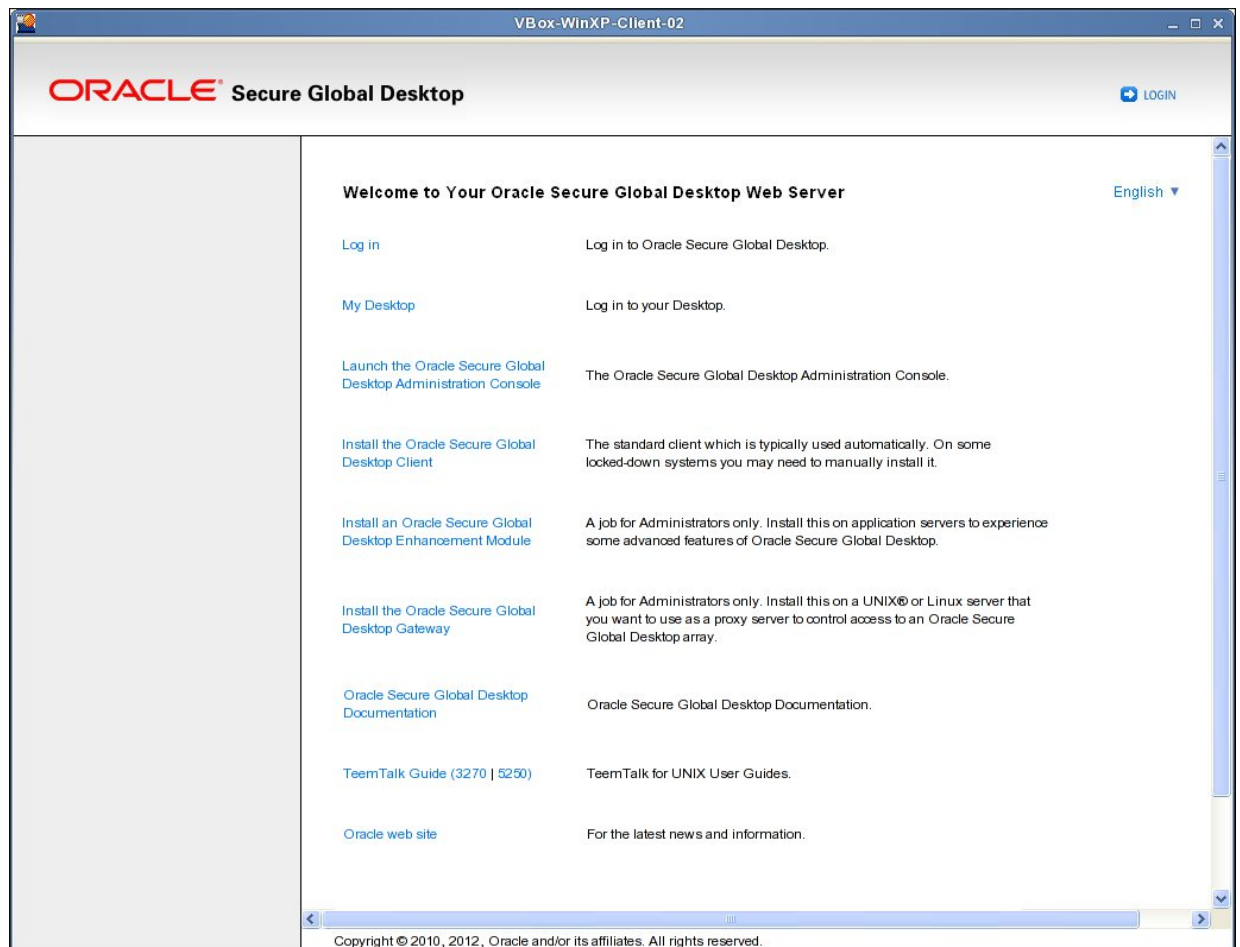 VBox-WinXP-Client-02
ORACLE® Secure Global Desktop
LOGIN
Welcome to Your Oracle Secure Global Desktop Web Server
English ▼
Log in
Log in to Oracle Secure Global Desktop.
My Desktop
Log in to your Desktop.
Launch the Oracle Secure Global
Desktop Administration Console
The Oracle Secure Global Desktop Administration Console.
Install the Oracle Secure Global
Desktop Client
The standard client which is typically used automatically. On some
locked-down systems you may need to manually install it.
Install an Oracle Secure Global
Desktop Enhancement Module
A job for Administrators only. Install this on application servers to experience
some advanced features of Oracle Secure Global Desktop.
Install the Oracle Secure Global
Desktop Gateway
A job for Administrators only. Install this on a UNIX® or Linux server that
you want to use as a proxy server to control access to an Oracle Secure
Global Desktop array.
Oracle Secure Global Desktop
Documentation
Oracle Secure Global Desktop Documentation.
TeemTalk Guide (3270 | 5250)
TeemTalk for UNIX User Guides.
Oracle web site
For the latest news and information.
Copyright © 2010, 2012, Oracle and/or its affiliates. All rights reserved.